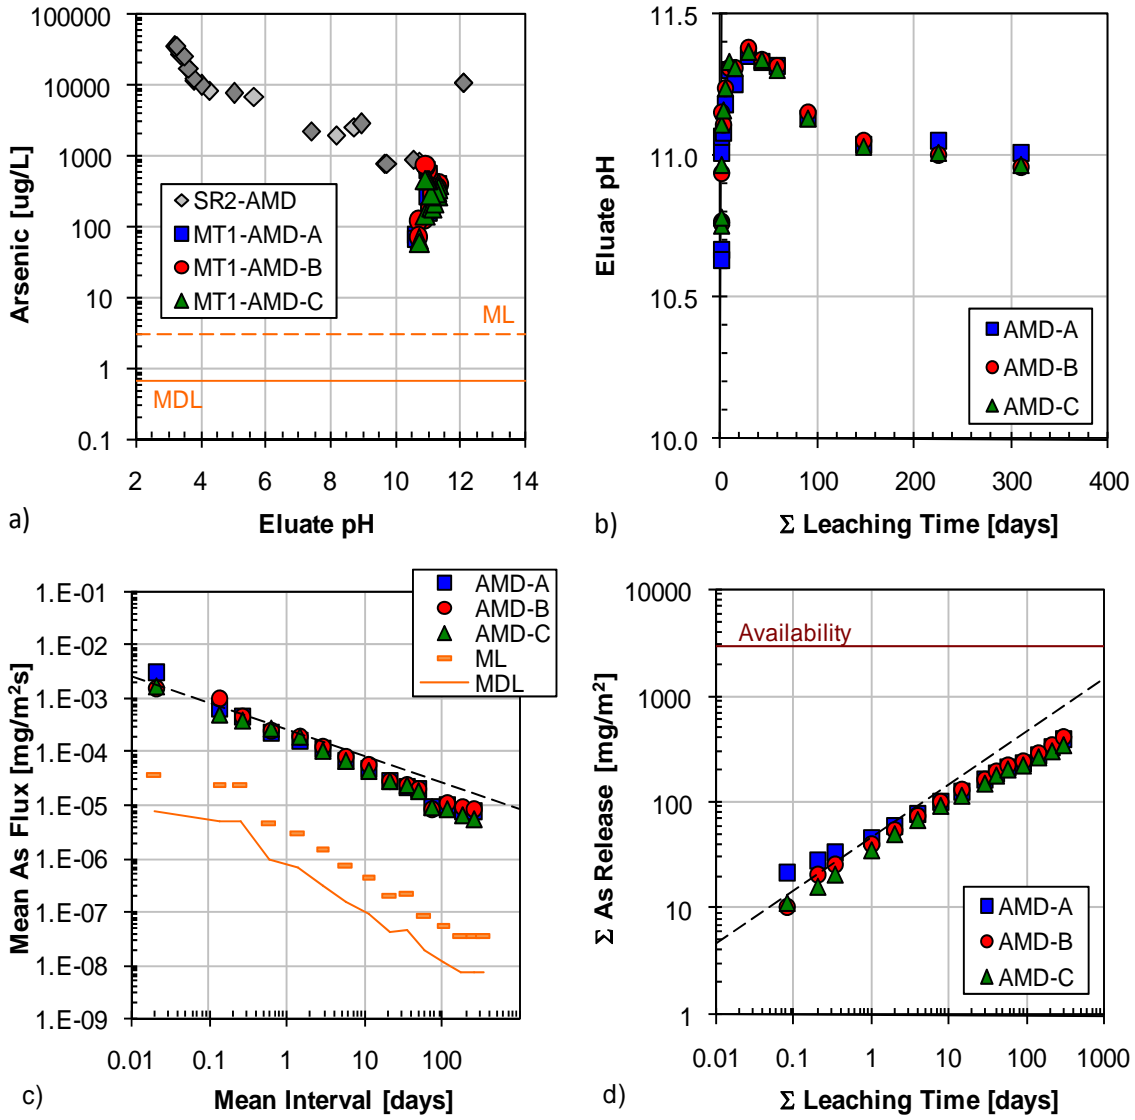 100000
10000
1000
100
10
1
0.1
Arsenic [ug/L]
SR2-AMD
MT1-AMD-A
MT1-AMD-B
MT1-AMD-C
ML
MDL
2 4 6 8 10 12 14
a)
Eluate pH
11.5
11.0
10.5
10.0
Eluate pH
AMD-A
AMD-B
AMD-C
0 100 200 300 400
b)
Σ Leaching Time [days]
1.E-01
1.E-02
1.E-03
1.E-04
1.E-05
1.E-06
1.E-07
1.E-08
1.E-09
Mean As Flux [mg/m²s]
AMD-A
AMD-B
AMD-C
ML
MDL
0.01 0.1 1 10 100
c)
Mean Interval [days]
10000
1000
100
10
1
Σ As Release [mg/m²]
Availability
AMD-A
AMD-B
AMD-C
0.01 0.1 1 10 100 1000
d)
Σ Leaching Time [days]